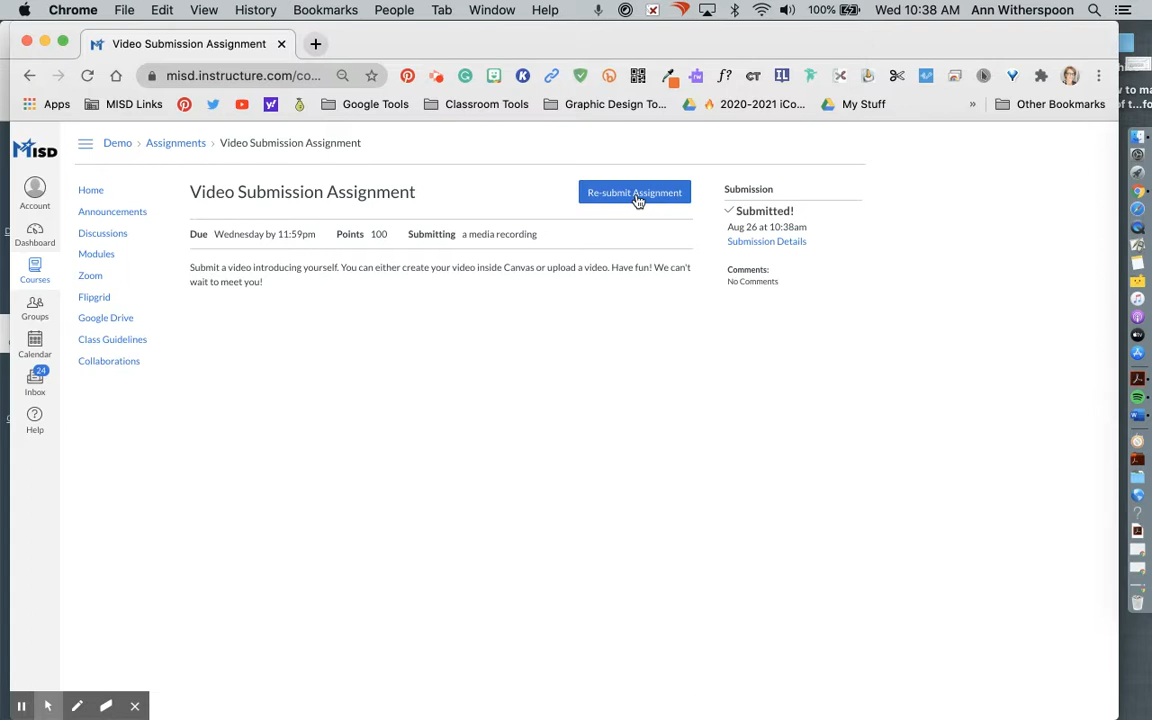 Chrome File Edit View History Bookmarks People Tab Window Help 100% Wed 10:38 AM Ann Witherspoon
Video Submission Assignment
misd.instructure.com/co...
Apps MISD Links Google Tools Classroom Tools Graphic Design To... 🔥 2020-2021 iCo... My Stuff » Other Bookmarks
MISD
Demo > Assignments > Video Submission Assignment
Account
Dashboard
Courses
Groups
Calendar
24
Inbox
Help
Home
Announcements
Discussions
Modules
Zoom
Flipgrid
Google Drive
Class Guidelines
Collaborations
Video Submission Assignment
Re-submit Assignment
Due Wednesday by 11:59pm Points 100 Submitting a media recording
Submit a video introducing yourself. You can either create your video inside Canvas or upload a video. Have fun! We can't
wait to meet you!
Submission
Submitted!
Aug 26 at 10:38am
Submission Details
Comments:
No Comments